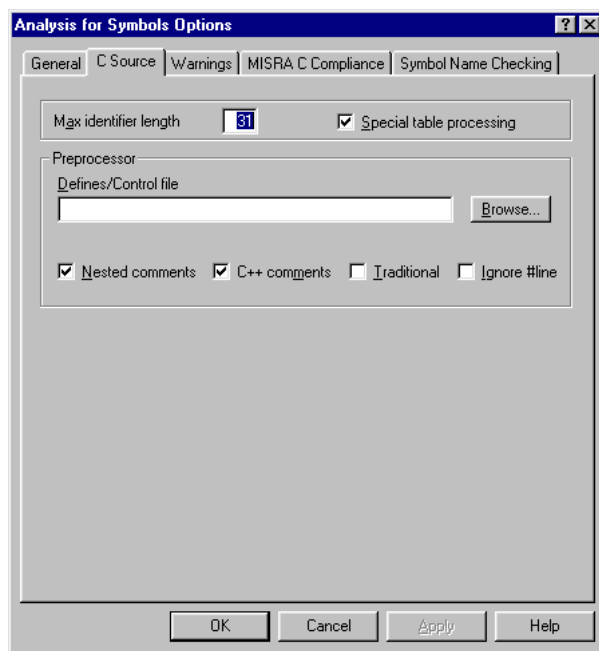 Analysis for Symbols Options
General C Source Warnings MISRA C Compliance Symbol Name Checking
Max identifier length 31 Special table processing
Preprocessor
Defines/Control file
Browse...
Nested comments C++ comments Traditional Ignore #line
OK Cancel Apply Help